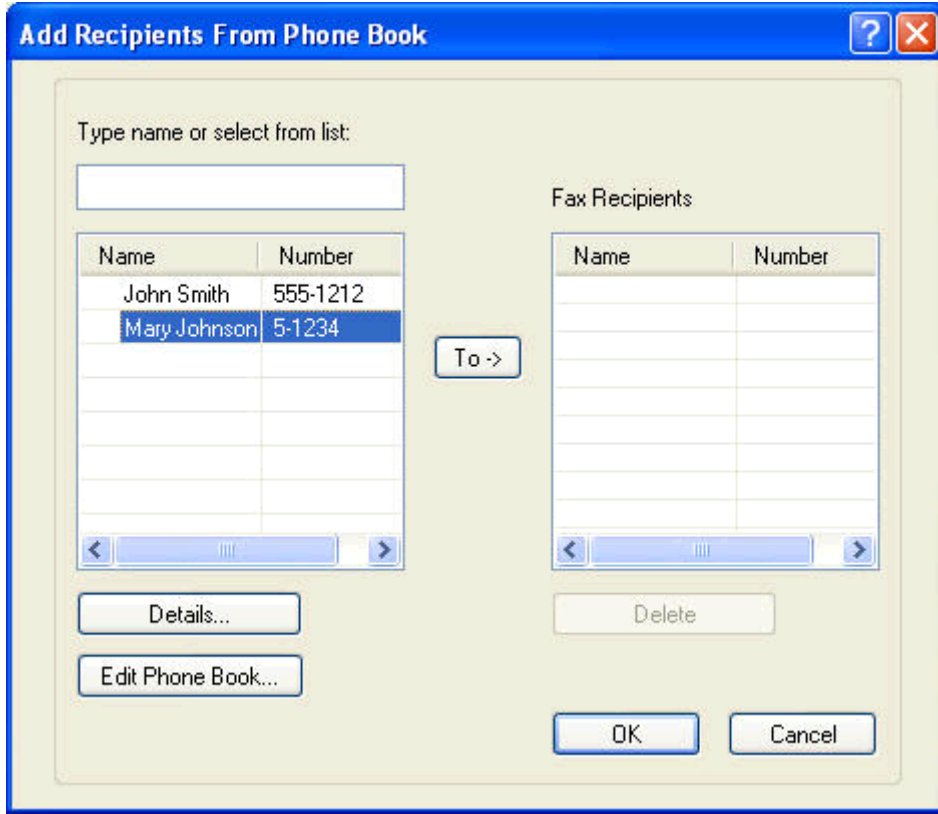 Add Recipients From Phone Book
Type name or select from list:
Fax Recipients
Name Number
John Smith 555-1212
Mary Johnson 5-1234
To ->
Name Number
Details...
Delete
Edit Phone Book...
OK Cancel